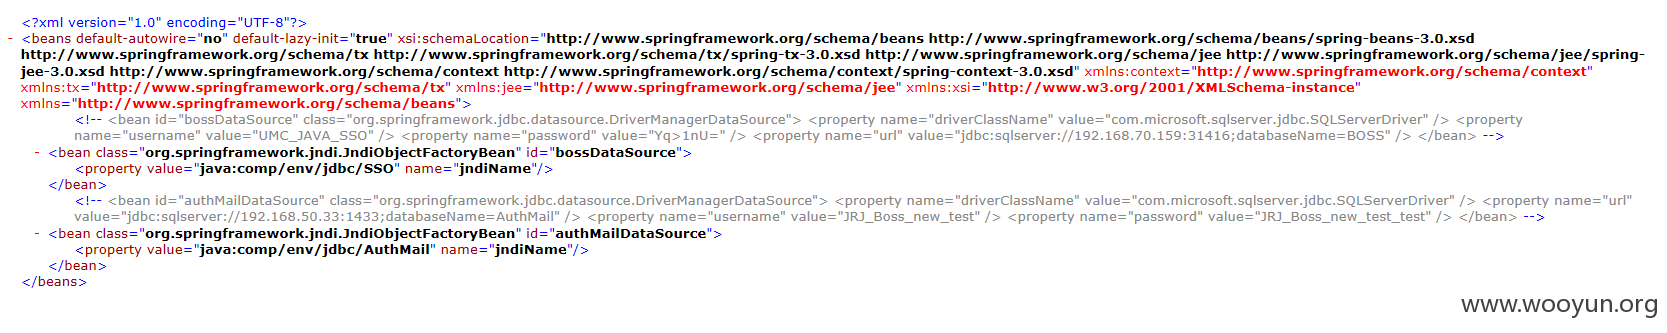 <?xml version="1.0" encoding="UTF-8"?>
- <beans default-autowire="no" default-lazy-init="true" xsi:schemaLocation="http://www.springframework.org/schema/beans http://www.springframework.org/schema/beans/spring-beans-3.0.xsd
http://www.springframework.org/schema/tx http://www.springframework.org/schema/tx/spring-tx-3.0.xsd http://www.springframework.org/schema/jee http://www.springframework.org/schema/jee/spring-
jee-3.0.xsd http://www.springframework.org/schema/context http://www.springframework.org/schema/context/spring-context-3.0.xsd" xmlns:context="http://www.springframework.org/schema/context"
xmlns:tx="http://www.springframework.org/schema/tx" xmlns:jee="http://www.springframework.org/schema/jee" xmlns:xsi="http://www.w3.org/2001/XMLSchema-instance"
xmlns="http://www.springframework.org/schema/beans">
<!-- <bean id="bossDataSource" class="org.springframework.jdbc.datasource.DriverManagerDataSource"> <property name="driverClassName" value="com.microsoft.sqlserver.jdbc.SQLServerDriver" /> <property
name="username" value="UMC_JAVA_SSO" /> <property name="password" value="Yq>1nU=" /> <property name="url" value="jdbc:sqlserver://192.168.70.159:31416;databaseName=BOSS" /> </bean> -->
- <bean class="org.springframework.jndi.JndiObjectFactoryBean" id="bossDataSource">
<property value="java:comp/env/jdbc/SSO" name="jndiName"/>
</bean>
<!-- <bean id="authMailDataSource" class="org.springframework.jdbc.datasource.DriverManagerDataSource"> <property name="driverClassName" value="com.microsoft.sqlserver.jdbc.SQLServerDriver" /> <property name="url"
value="jdbc:sqlserver://192.168.50.33:1433;databaseName=AuthMail" /> <property name="username" value="JRJ_Boss_new_test" /> <property name="password" value="JRJ_Boss_new_test_test" /> </bean> -->
- <bean class="org.springframework.jndi.JndiObjectFactoryBean" id="authMailDataSource">
<property value="java:comp/env/jdbc/AuthMail" name="jndiName"/>
</bean>
</beans>
www.wooyun.org